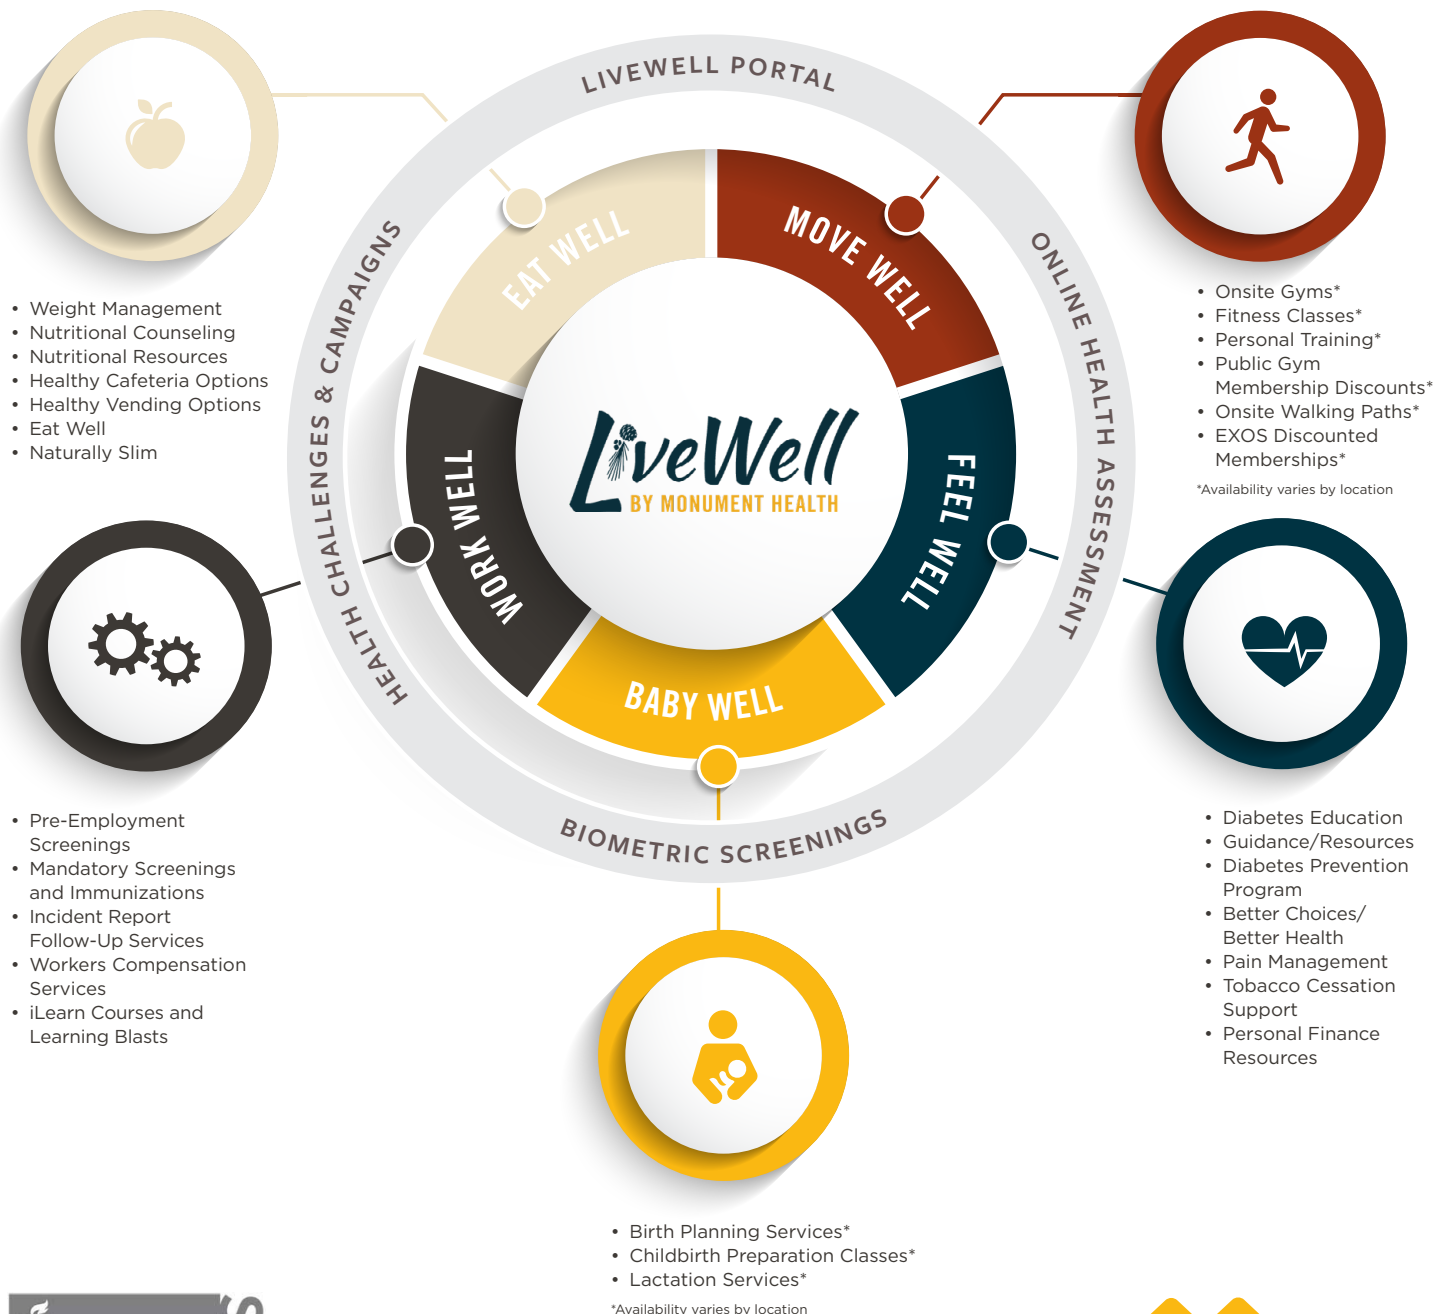 LIVEWELL PORTAL
ONLINE HEALTH ASSESSMENT
BIOMETRIC SCREENINGS
HEALTH CHALLENGES & CAMPAIGNS
EAT WELL
MOVE WELL
FEEL WELL
BABY WELL
WORK WELL
LiveWell
BY MONUMENT HEALTH
• Weight Management
• Nutritional Counseling
• Nutritional Resources
• Healthy Cafeteria Options
• Healthy Vending Options
• Eat Well
• Naturally Slim
• Onsite Gyms*
• Fitness Classes*
• Personal Training*
• Public Gym
Membership Discounts*
• Onsite Walking Paths*
• EXOS Discounted
Memberships*
*Availability varies by location
• Pre-Employment
Screenings
• Mandatory Screenings
and Immunizations
• Incident Report
Follow-Up Services
• Workers Compensation
Services
• iLearn Courses and
Learning Blasts
• Diabetes Education
• Guidance/Resources
• Diabetes Prevention
Program
• Better Choices/
Better Health
• Pain Management
• Tobacco Cessation
Support
• Personal Finance
Resources
• Birth Planning Services*
• Childbirth Preparation Classes*
• Lactation Services*
*Availability varies by location